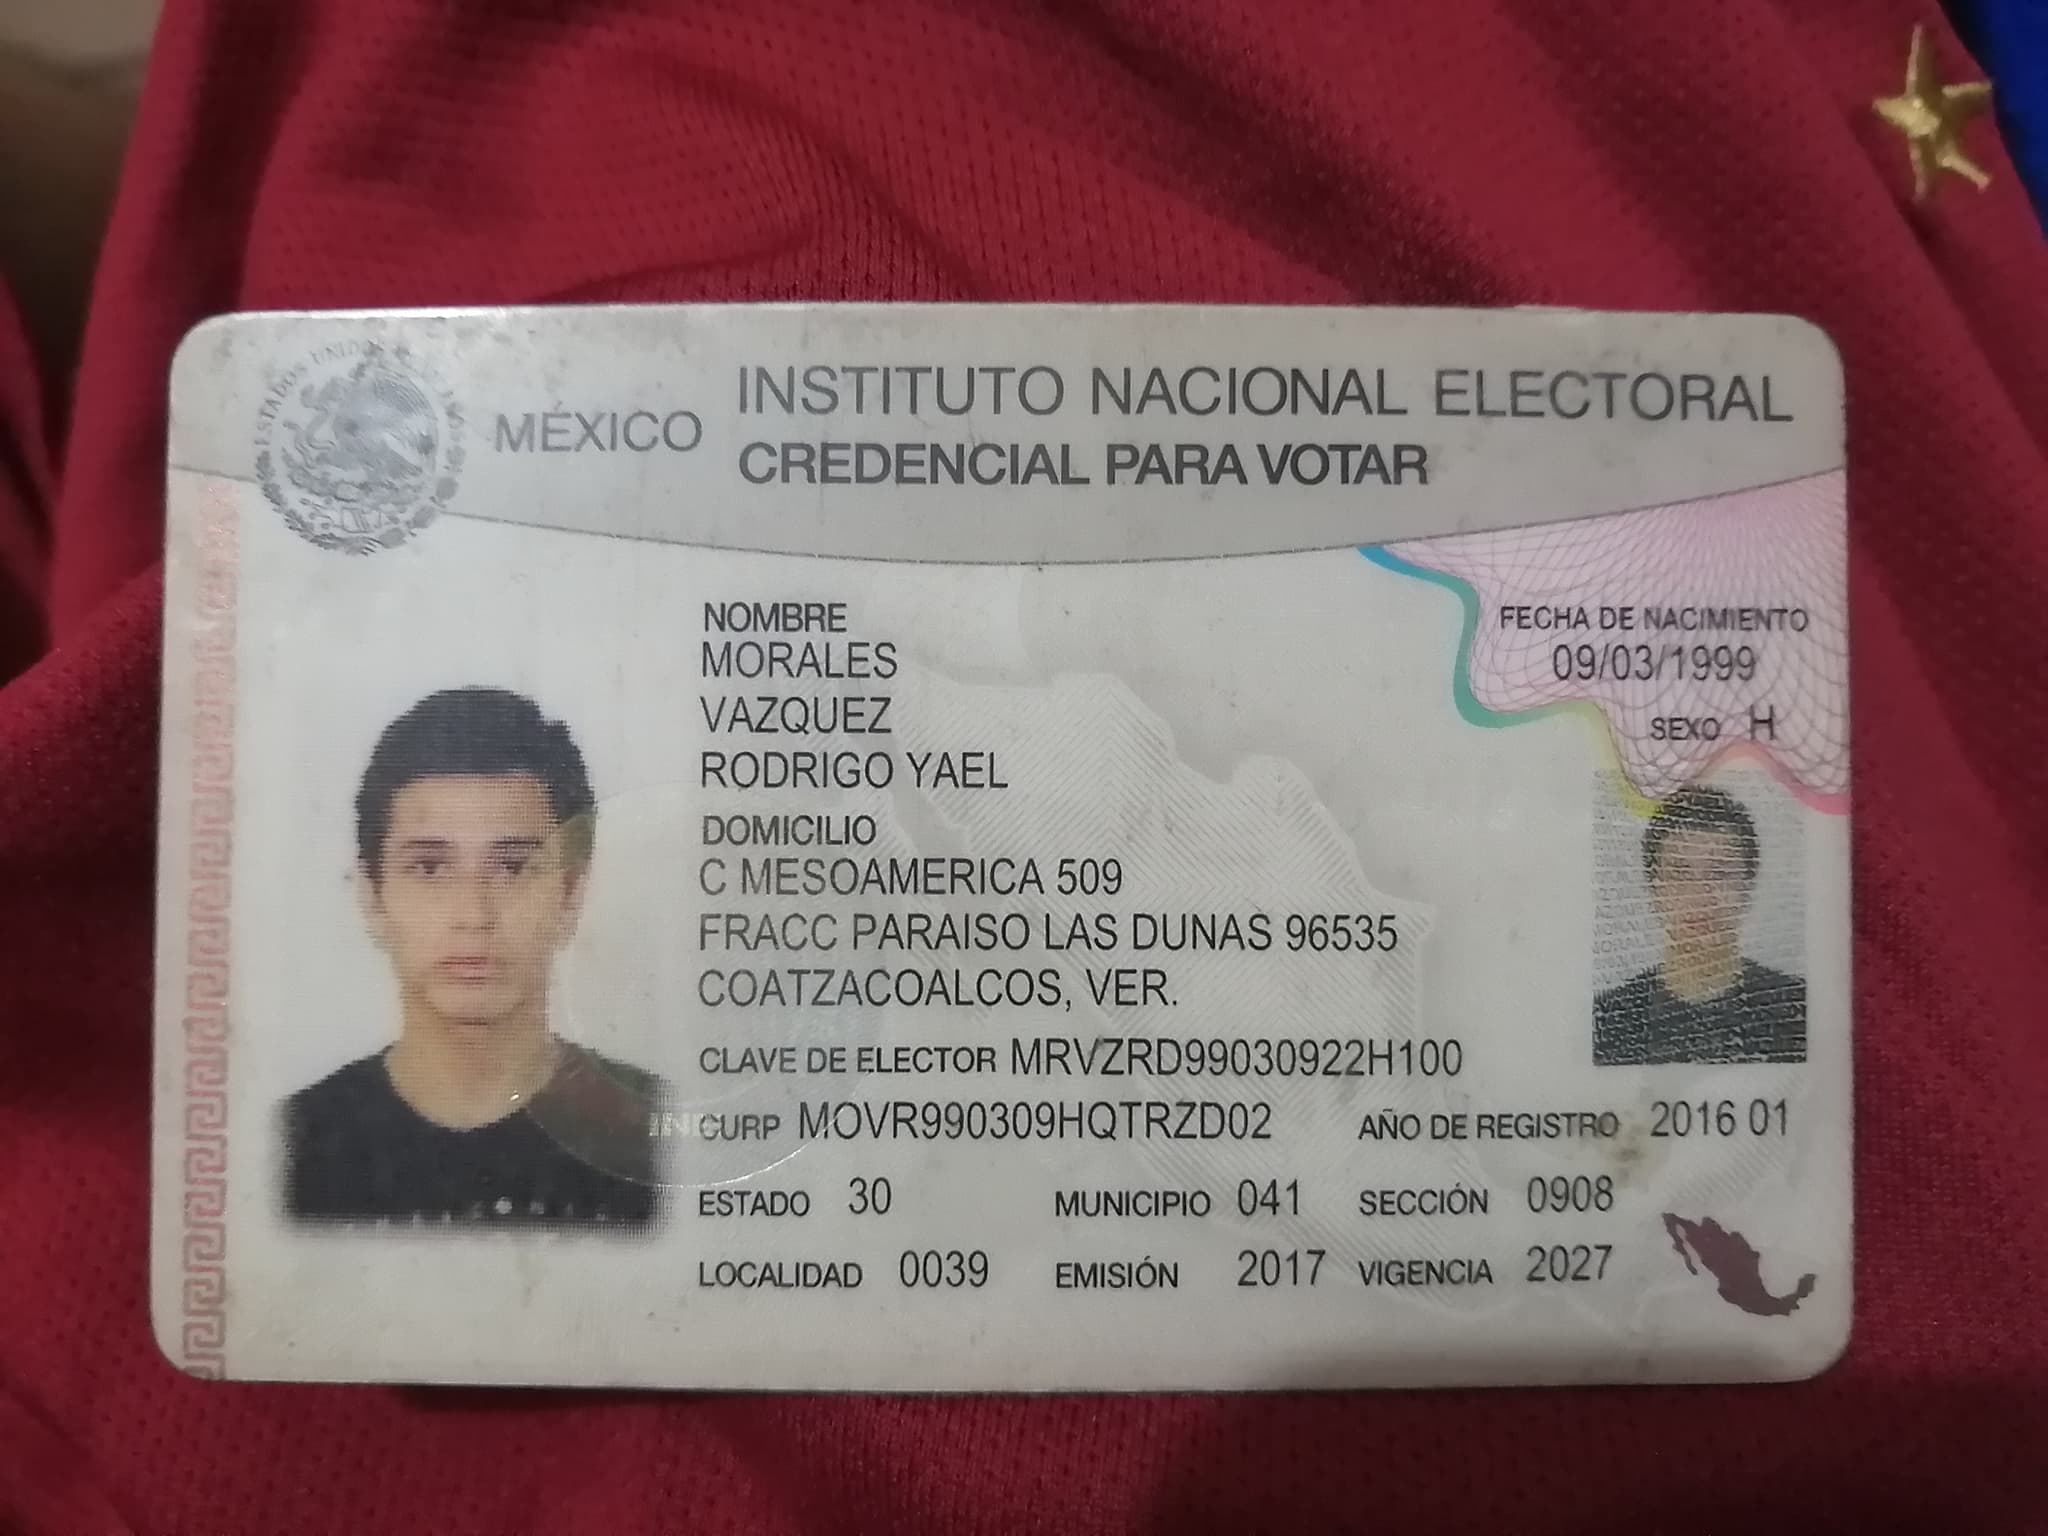 ESTADOS UNIDOS
MÉXICO
INSTITUTO NACIONAL ELECTORAL
CREDENCIAL PARA VOTAR
NOMBRE
MORALES
VAZQUEZ
RODRIGO YAEL
FECHA DE NACIMIENTO
09/03/1999
SEXO H
DOMICILIO
C MESOAMERICA 509
FRACC PARAISO LAS DUNAS 96535
COATZACOALCOS, VER.
CLAVE DE ELECTOR MRVZRD99030922H100
CURP MOVR990309HQTRZD02 AÑO DE REGISTRO 2016 01
ESTADO 30 MUNICIPIO 041 SECCIÓN 0908
LOCALIDAD 0039 EMISIÓN 2017 VIGENCIA 2027